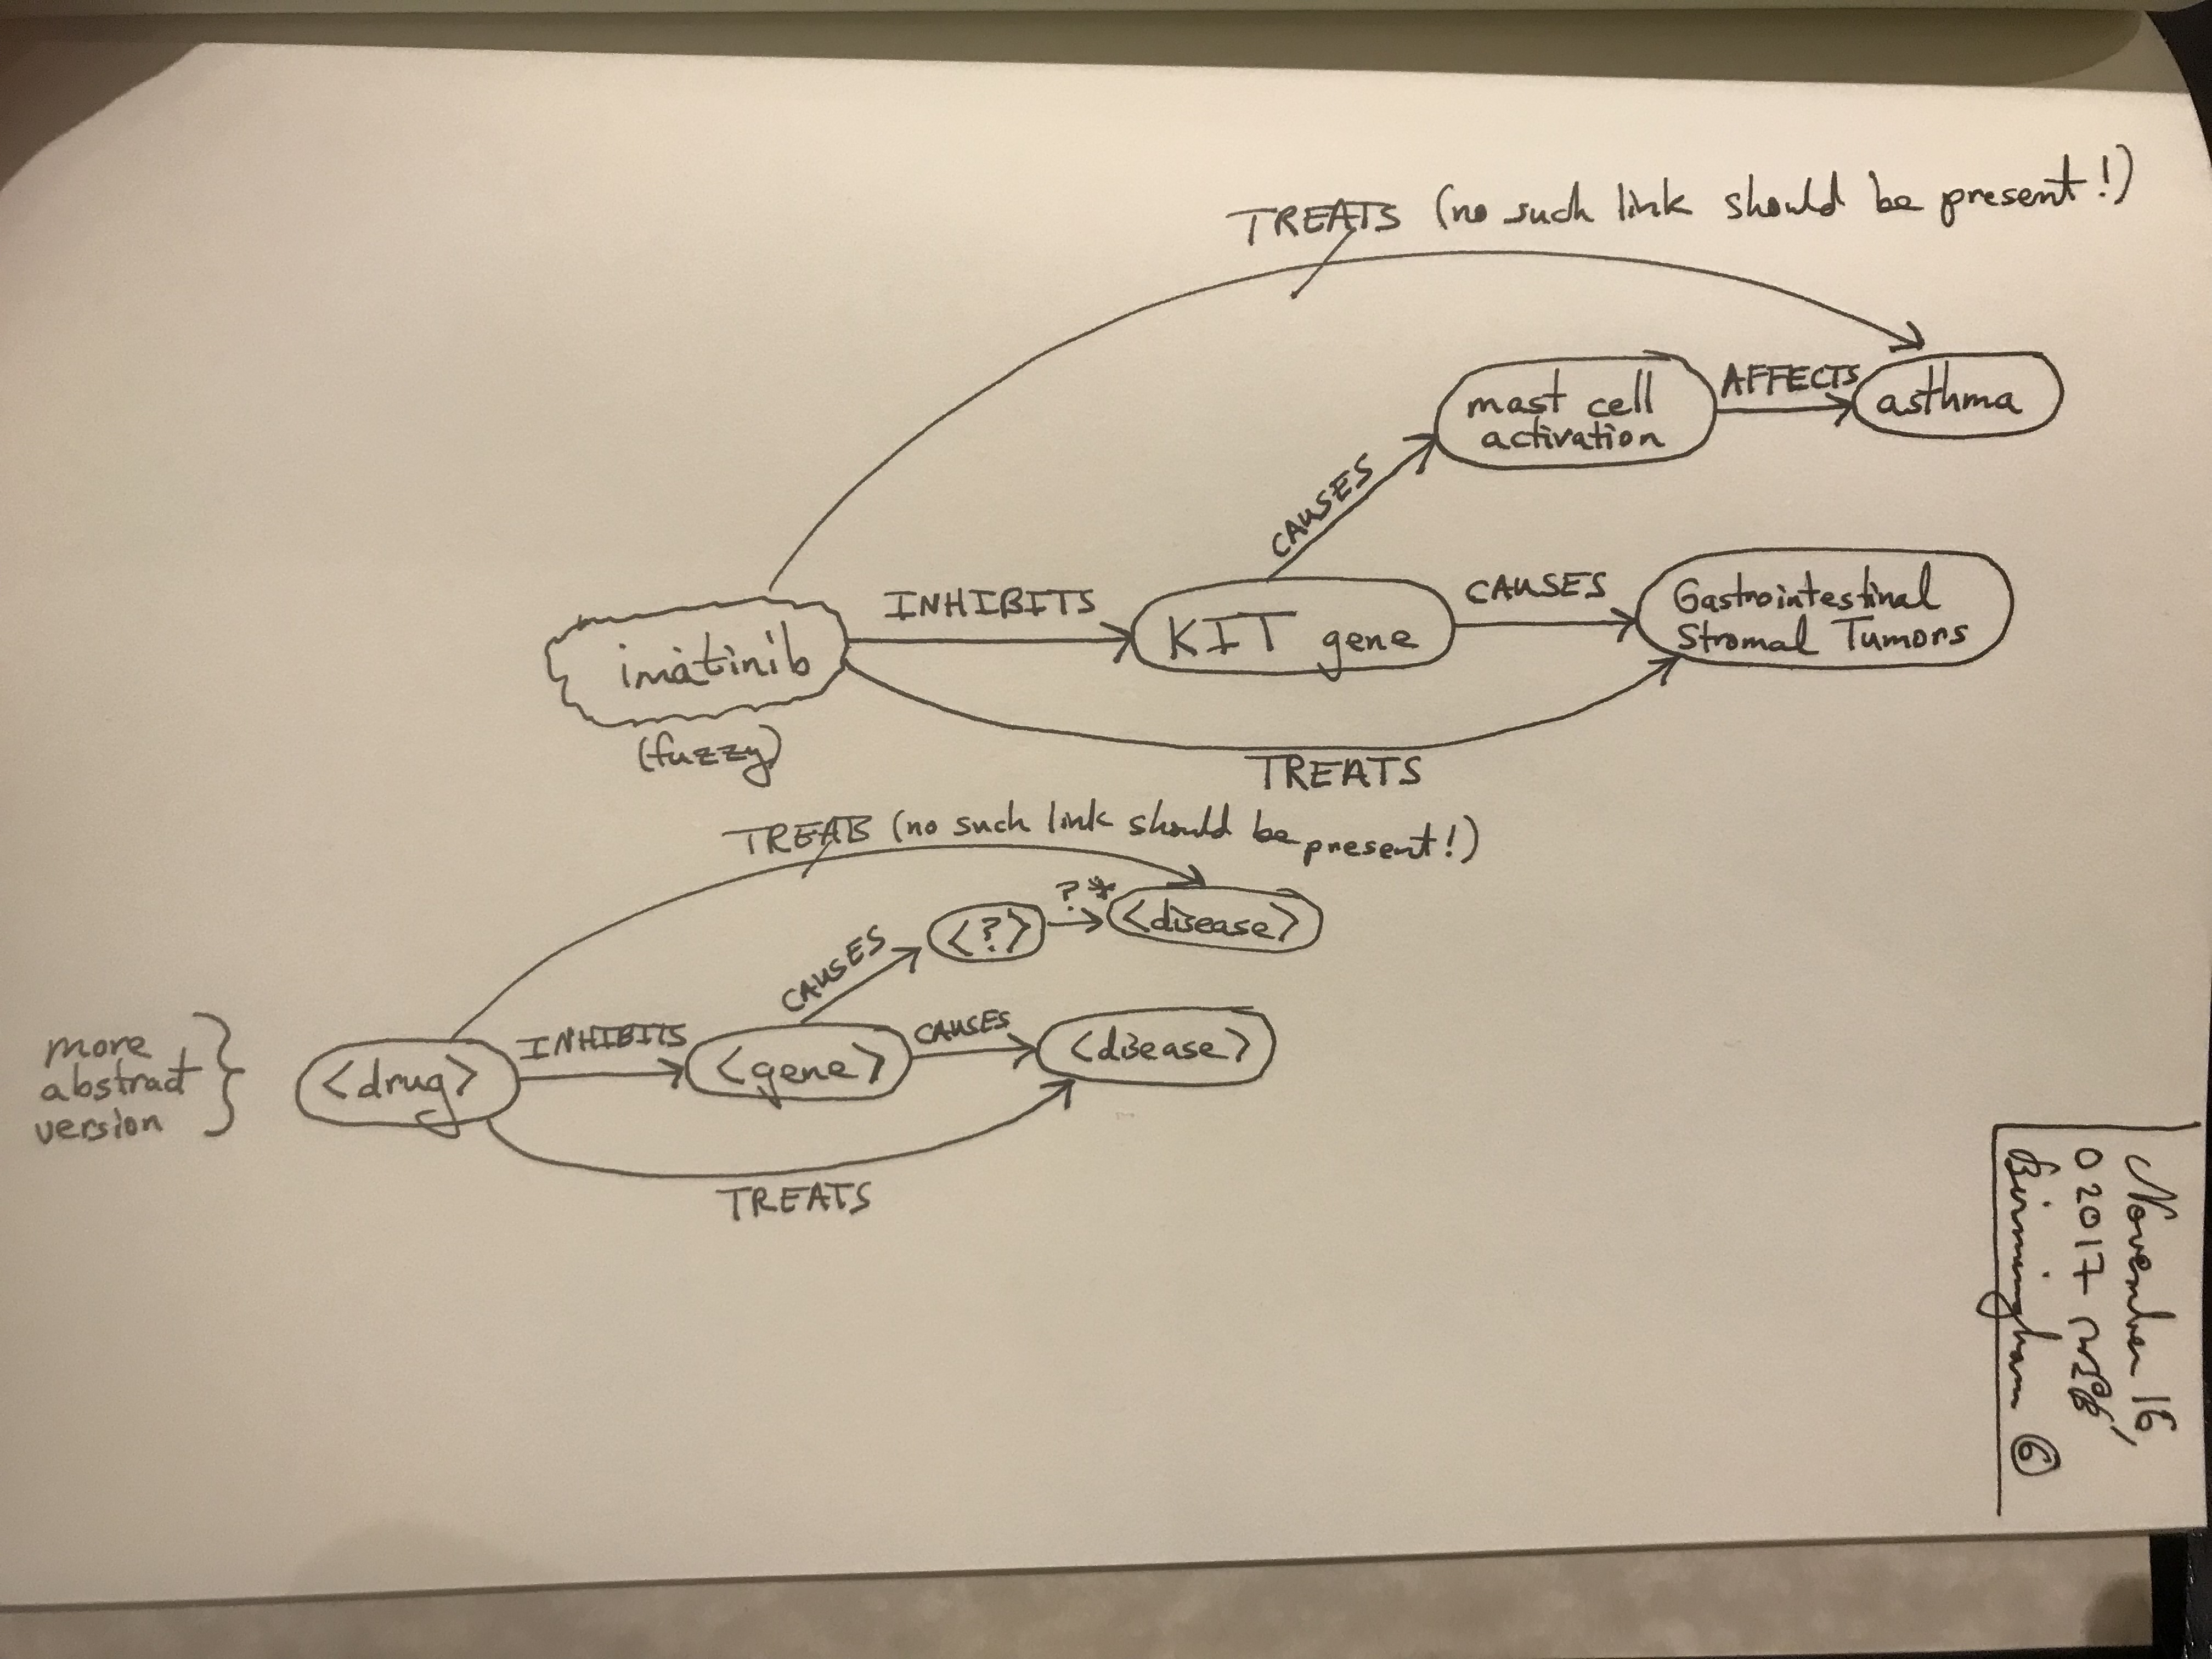 TREATS (no such link should be present!)
mast cell
activation
AFFECTS
asthma
CAUSES
imatinib
(fuzzy)
INHIBITS
KIT gene
CAUSES
Gastrointestinal
Stromal Tumors
TREATS
TREATS (no such link should be present!)
<?>
?*
<disease>
CAUSES
more
abstract
version
<drug>
INHIBITS
<gene>
CAUSES
<disease>
TREATS
November 16
02017
Birmingham 6